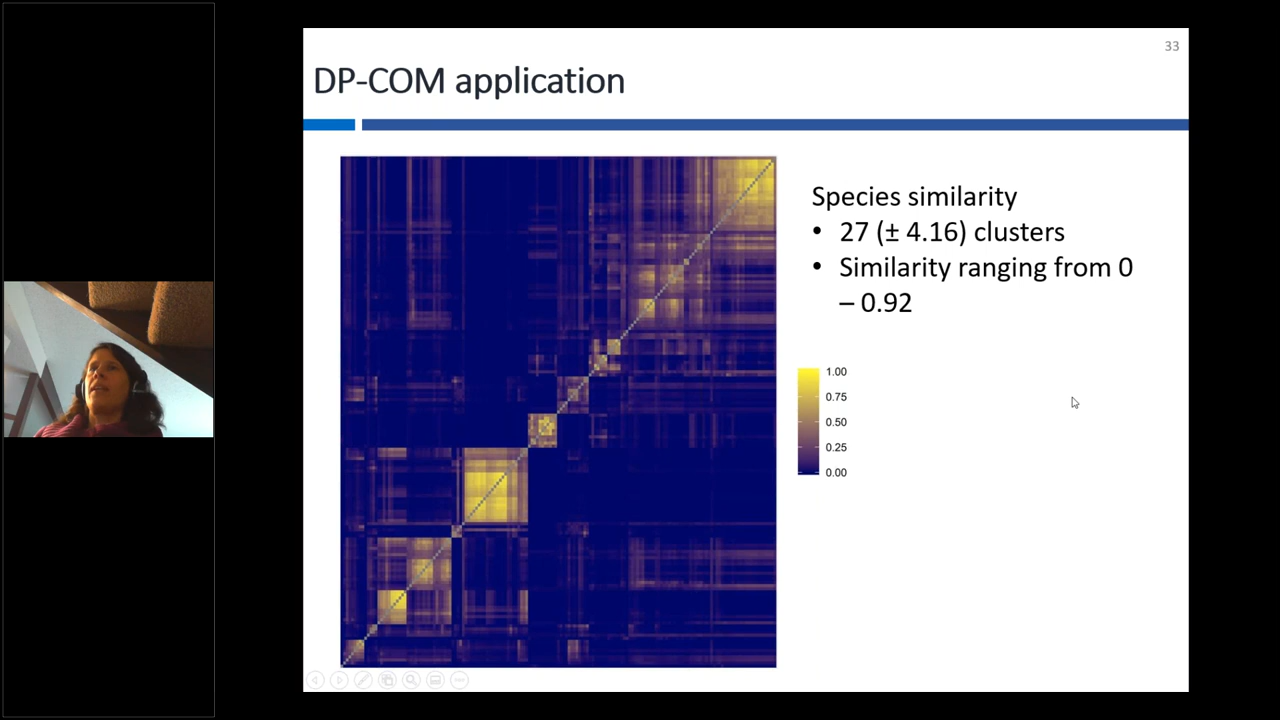 33
DP-COM application
Species similarity
• 27 (± 4.16) clusters
• Similarity ranging from 0
– 0.92
1.00
0.75
0.50
0.25
0.00